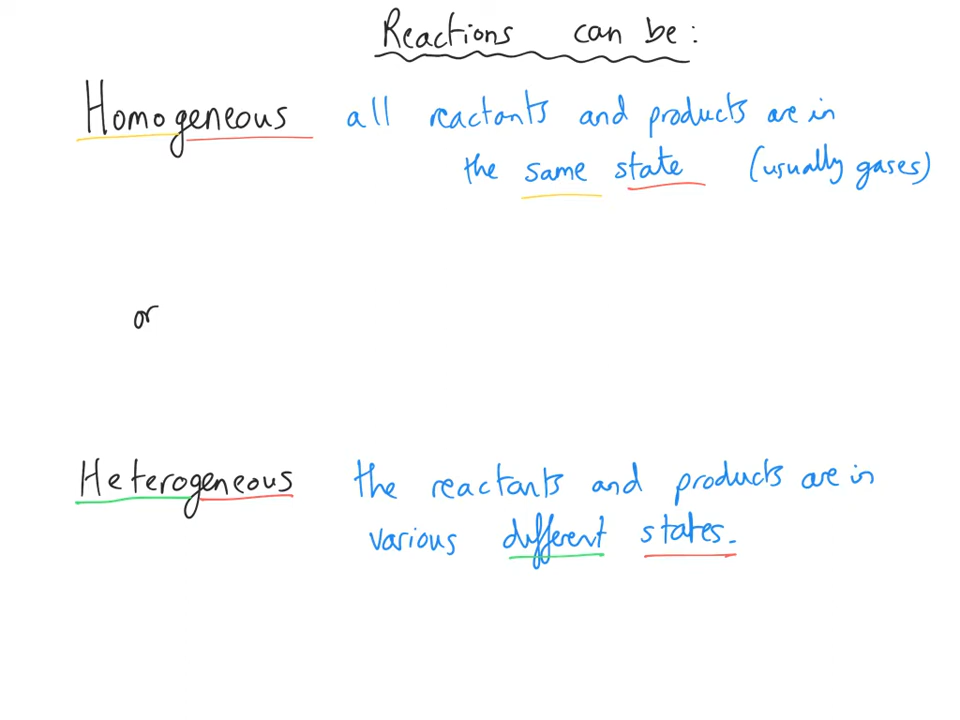 Reactions can be:
Homogeneous all reactants and products are in
the same state (usually gases)
or
Heterogeneous the reactants and products are in
various different states.